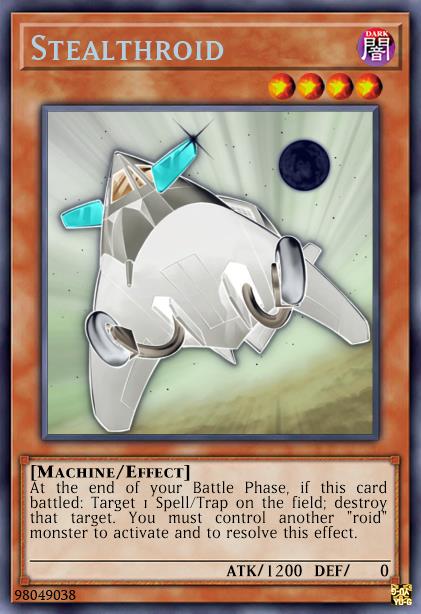 Stealthroid
DARK
闇
[Machine/Effect]
At the end of your Battle Phase, if this card
battled: Target 1 Spell/Trap on the field; destroy
that target. You must control another "roid"
monster to activate and to resolve this effect.
ATK/1200 DEF/ 0
98049038